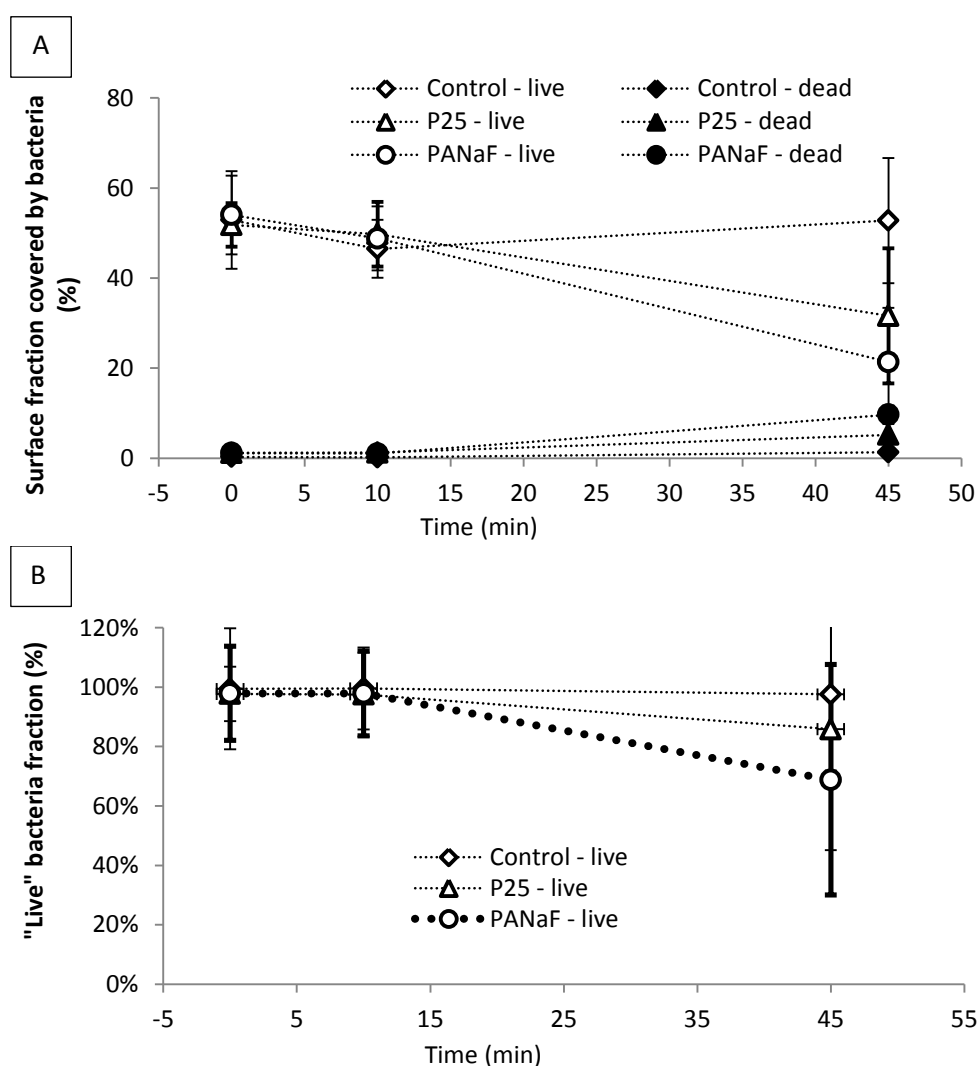 A
Control - live
Control - dead
P25 - live
P25 - dead
PANaF - live
PANaF - dead
Surface fraction covered by bacteria
(%)
80
60
40
20
0
-5 0 5 10 15 20 25 30 35 40 45 50
Time (min)
B
"Live" bacteria fraction (%)
120%
100%
80%
60%
40%
20%
0%
Control - live
P25 - live
PANaF - live
-5 5 15 25 35 45 55
Time (min)